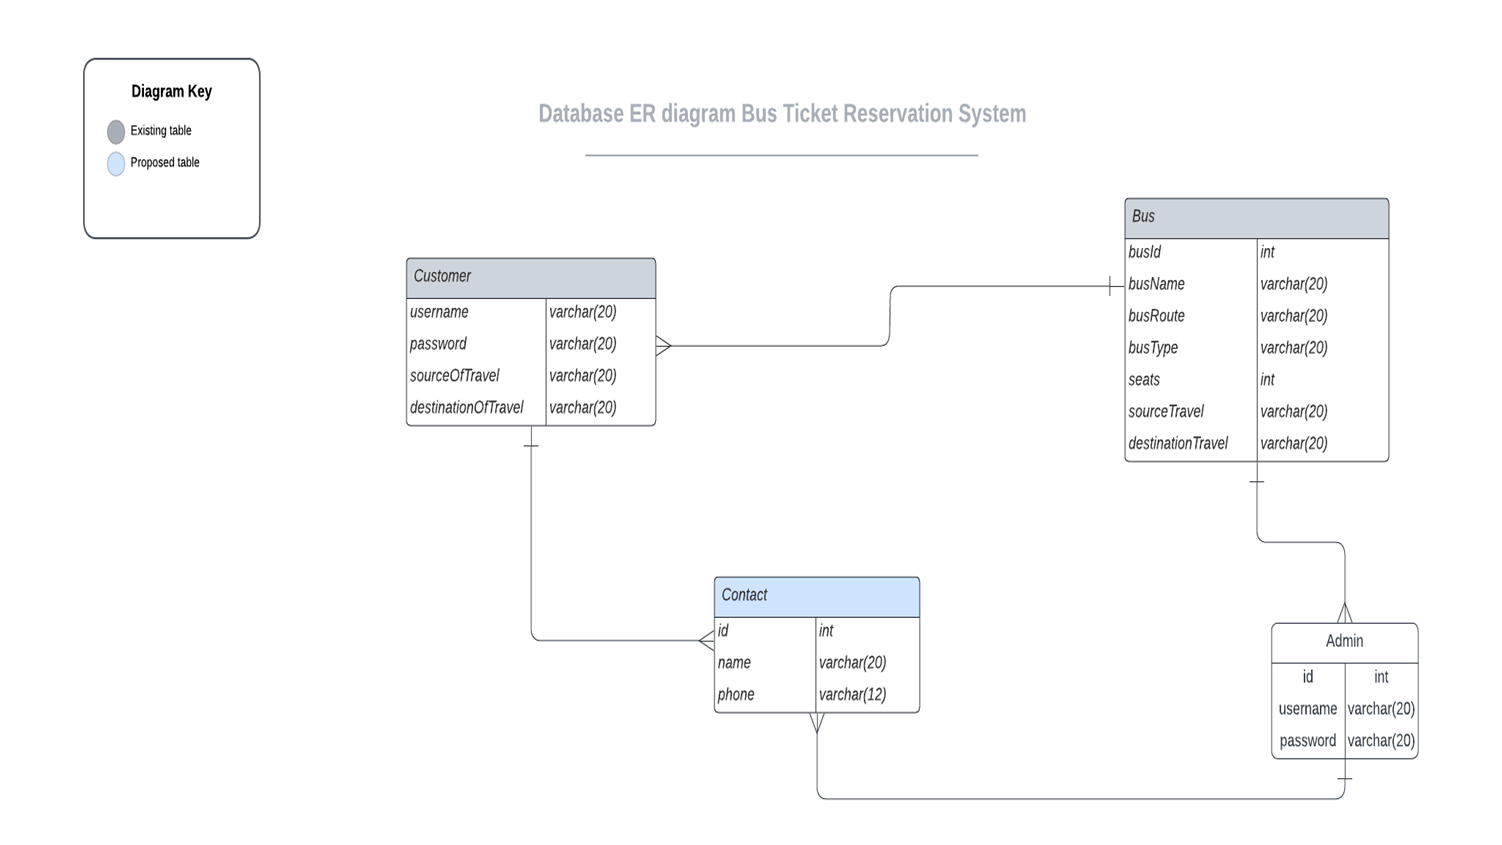 Diagram Key
Existing table
Proposed table
Database ER diagram Bus Ticket Reservation System
Customer
username varchar(20)
password varchar(20)
sourceOfTravel varchar(20)
destinationOfTravel varchar(20)
Bus
busId int
busName varchar(20)
busRoute varchar(20)
busType varchar(20)
seats int
sourceTravel varchar(20)
destinationTravel varchar(20)
Contact
id int
name varchar(20)
phone varchar(12)
Admin
id int
username varchar(20)
password varchar(20)